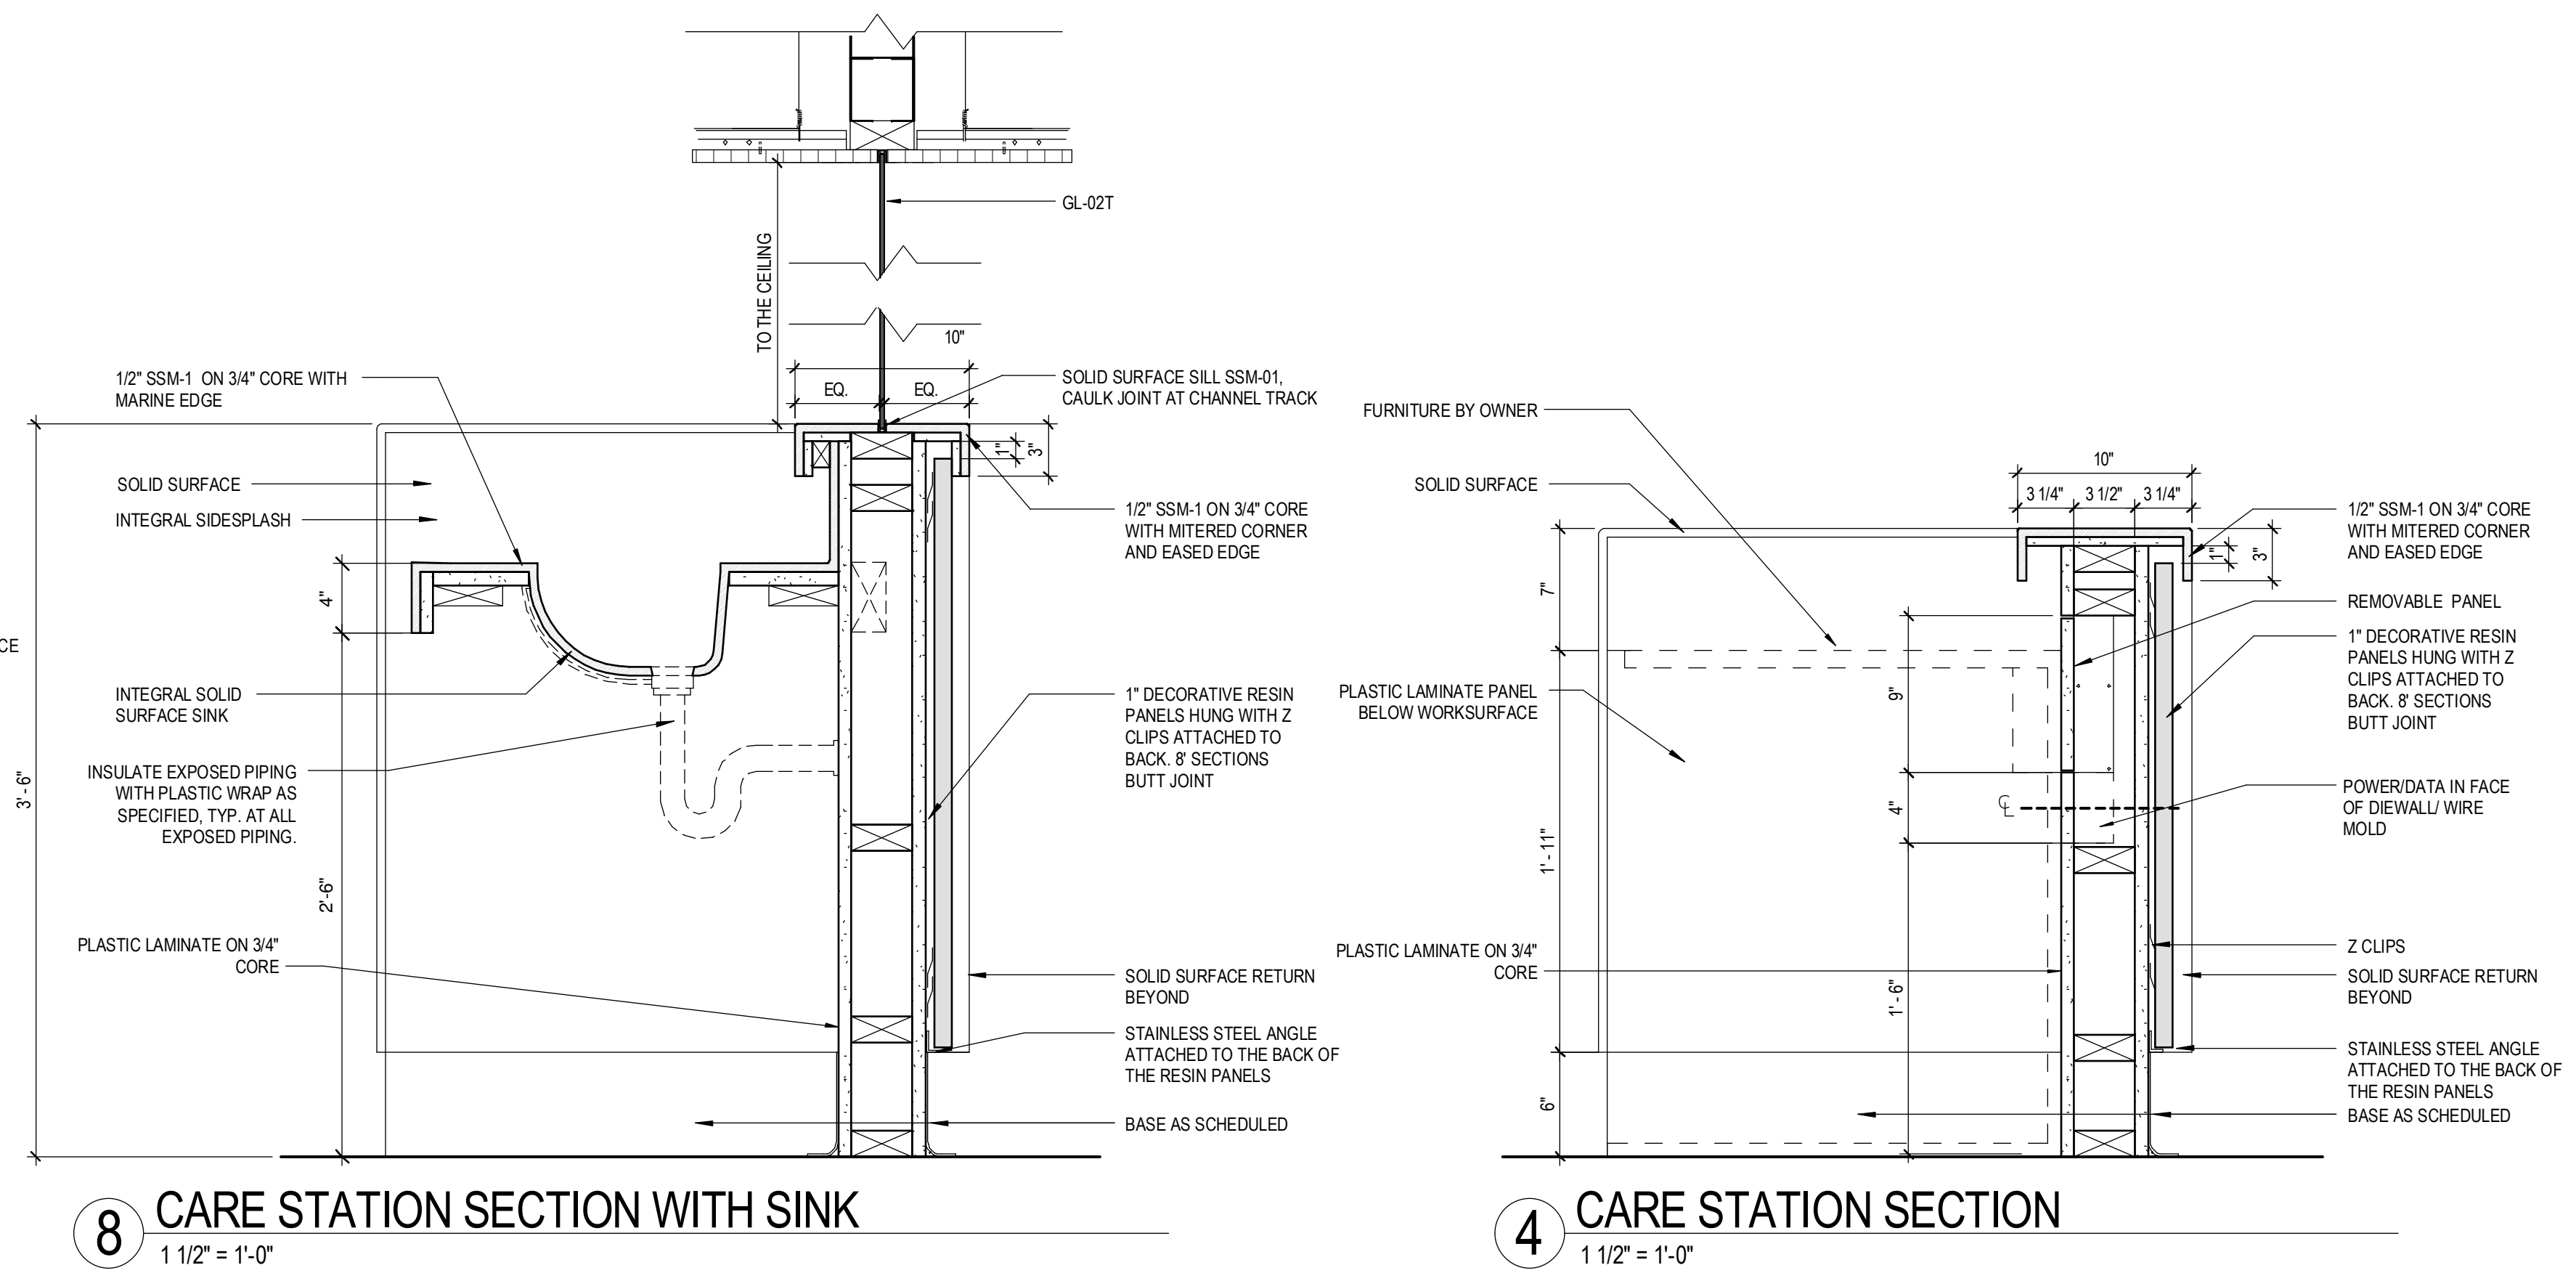 GL-02T
TO THE CEILING
10"
EQ.
EQ.
1/2" SSM-1 ON 3/4" CORE WITH
MARINE EDGE
SOLID SURFACE SILL SSM-01,
CAULK JOINT AT CHANNEL TRACK
1"
3"
SOLID SURFACE
INTEGRAL SIDESPLASH
1/2" SSM-1 ON 3/4" CORE
WITH MITERED CORNER
AND EASED EDGE
4"
CE
INTEGRAL SOLID
SURFACE SINK
1" DECORATIVE RESIN
PANELS HUNG WITH Z
CLIPS ATTACHED TO
BACK. 8' SECTIONS
BUTT JOINT
INSULATE EXPOSED PIPING
WITH PLASTIC WRAP AS
SPECIFIED, TYP. AT ALL
EXPOSED PIPING.
3' - 6"
2'-6"
PLASTIC LAMINATE ON 3/4"
CORE
SOLID SURFACE RETURN
BEYOND
STAINLESS STEEL ANGLE
ATTACHED TO THE BACK OF
THE RESIN PANELS
BASE AS SCHEDULED
8
CARE STATION SECTION WITH SINK
1 1/2" = 1'-0"
FURNITURE BY OWNER
SOLID SURFACE
10"
3 1/4"
3 1/2"
3 1/4"
1/2" SSM-1 ON 3/4" CORE
WITH MITERED CORNER
AND EASED EDGE
1"
3"
7"
REMOVABLE PANEL
1" DECORATIVE RESIN
PANELS HUNG WITH Z
CLIPS ATTACHED TO
BACK. 8' SECTIONS
BUTT JOINT
PLASTIC LAMINATE PANEL
BELOW WORKSURFACE
9"
POWER/DATA IN FACE
OF DIEWALL/ WIRE
MOLD
CL
4"
1' - 11"
PLASTIC LAMINATE ON 3/4"
CORE
Z CLIPS
SOLID SURFACE RETURN
BEYOND
1' - 6"
STAINLESS STEEL ANGLE
ATTACHED TO THE BACK OF
THE RESIN PANELS
6"
BASE AS SCHEDULED
4
CARE STATION SECTION
1 1/2" = 1'-0"